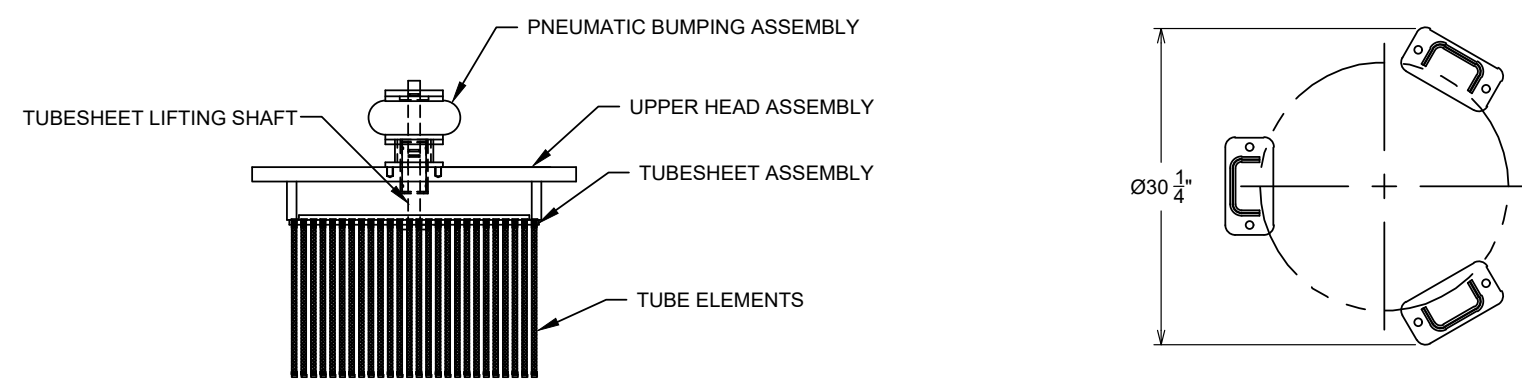 PNEUMATIC BUMPING ASSEMBLY
UPPER HEAD ASSEMBLY
TUBESHEET LIFTING SHAFT
TUBESHEET ASSEMBLY
Ø30 1/4"
TUBE ELEMENTS